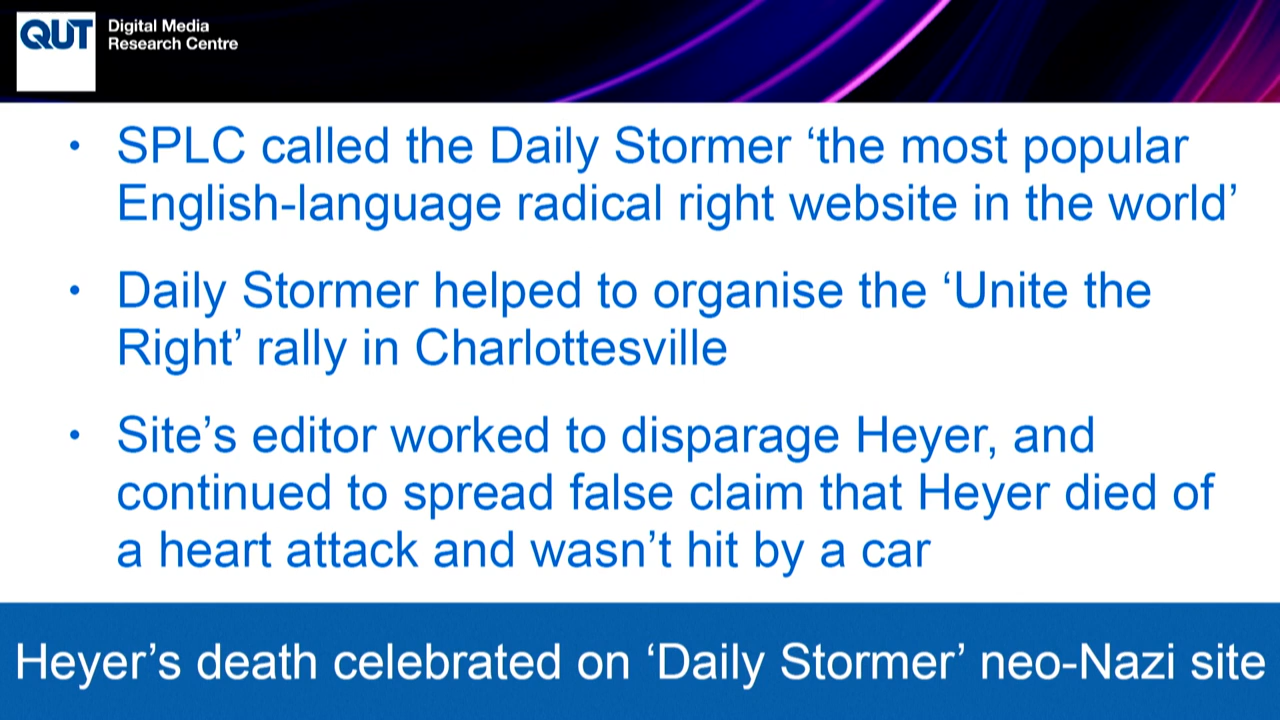 QUT
Digital Media
Research Centre
• SPLC called the Daily Stormer ‘the most popular
English-language radical right website in the world’
• Daily Stormer helped to organise the ‘Unite the
Right’ rally in Charlottesville
• Site’s editor worked to disparage Heyer, and
continued to spread false claim that Heyer died of
a heart attack and wasn’t hit by a car
Heyer’s death celebrated on ‘Daily Stormer’ neo-Nazi site